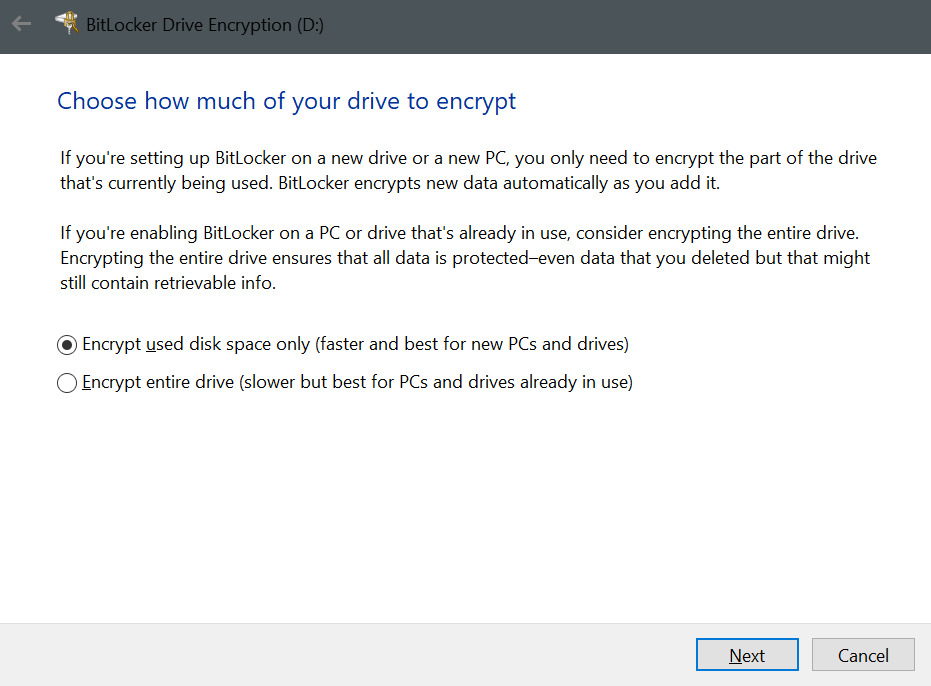 BitLocker Drive Encryption (D:)
Choose how much of your drive to encrypt
If you're setting up BitLocker on a new drive or a new PC, you only need to encrypt the part of the drive
that's currently being used. BitLocker encrypts new data automatically as you add it.
If you're enabling BitLocker on a PC or drive that's already in use, consider encrypting the entire drive.
Encrypting the entire drive ensures that all data is protected–even data that you deleted but that might
still contain retrievable info.
Encrypt used disk space only (faster and best for new PCs and drives)
Encrypt entire drive (slower but best for PCs and drives already in use)
Next
Cancel